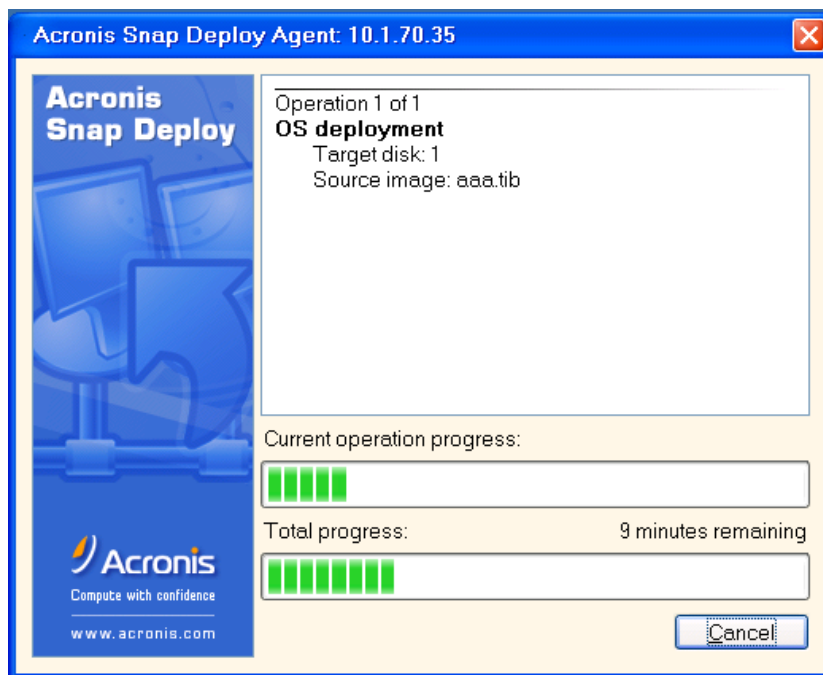 Acronis Snap Deploy Agent: 10.1.70.35
Acronis
Snap Deploy
Operation 1 of 1
OS deployment
Target disk: 1
Source image: aaa.tib
Current operation progress:
Total progress: 9 minutes remaining
Acronis
Compute with confidence
www.acronis.com
Cancel